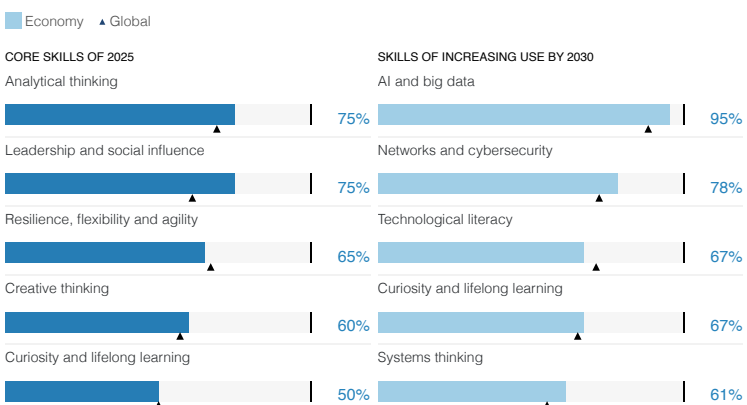 Economy Global
CORE SKILLS OF 2025
Analytical thinking
75%
Leadership and social influence
75%
Resilience, flexibility and agility
65%
Creative thinking
60%
Curiosity and lifelong learning
50%
SKILLS OF INCREASING USE BY 2030
AI and big data
95%
Networks and cybersecurity
78%
Technological literacy
67%
Curiosity and lifelong learning
67%
Systems thinking
61%